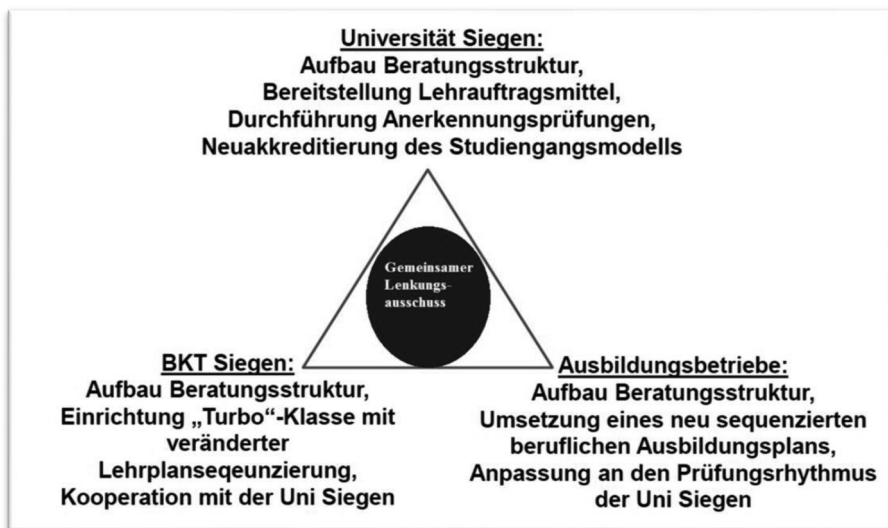 Universität Siegen:
Aufbau Beratungsstruktur,
Bereitstellung Lehrauftragsmittel,
Durchführung Anerkennungsprüfungen,
Neuakkreditierung des Studiengangsmodells
Gemeinsamer
Lenkungs-
ausschuss
BKT Siegen:
Aufbau Beratungsstruktur,
Einrichtung „Turbo“-Klasse mit
veränderter
Lehrplanseqeunzierung,
Kooperation mit der Uni Siegen
Ausbildungsbetriebe:
Aufbau Beratungsstruktur,
Umsetzung eines neu sequenzierten
beruflichen Ausbildungsplans,
Anpassung an den Prüfungsrhythmus
der Uni Siegen